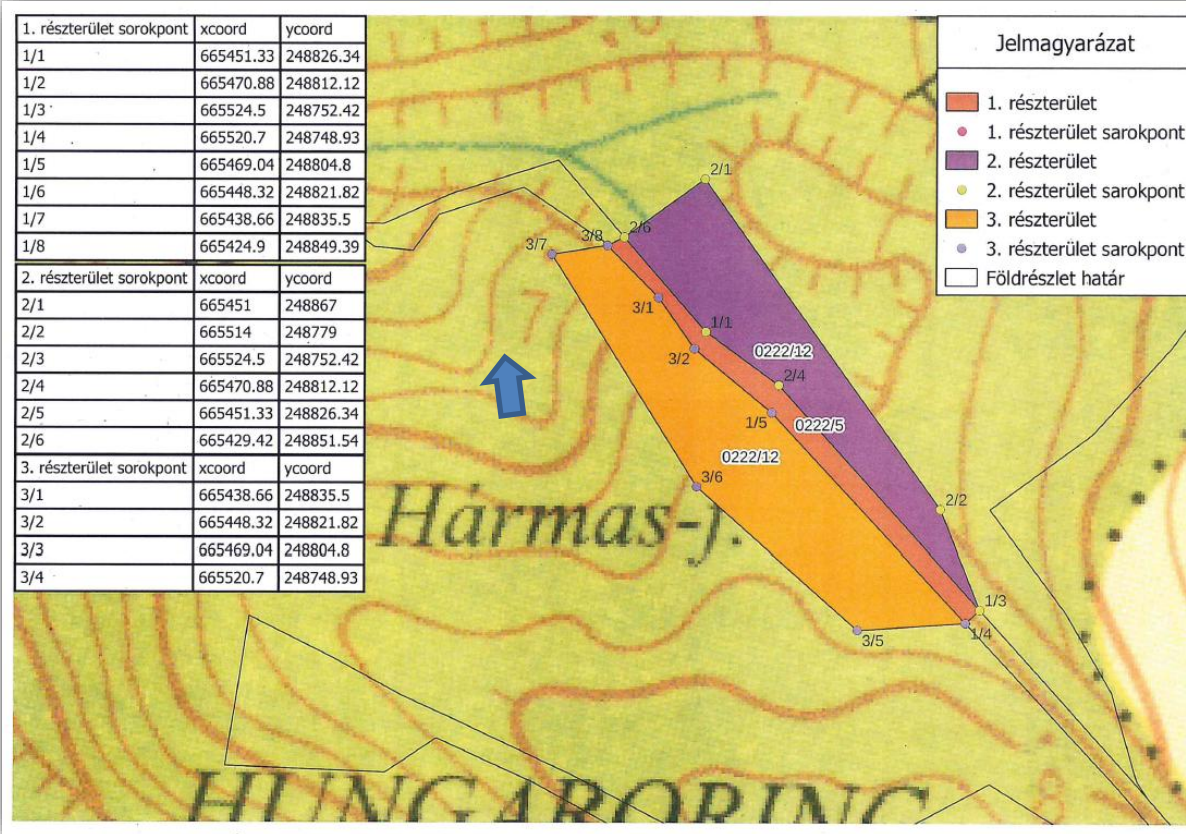 1. részterület sorokpont xcoord ycoord
1/1 665451.33 248826.34
1/2 665470.88 248812.12
1/3 665524.5 248752.42
1/4 665520.7 248748.93
1/5 665469.04 248804.8
1/6 665448.32 248821.82
1/7 665438.66 248835.5
1/8 665424.9 248849.39
2. részterület sorokpont xcoord ycoord
2/1 665451 248867
2/2 665514 248779
2/3 665524.5 248752.42
2/4 665470.88 248812.12
2/5 665451.33 248826.34
2/6 665429.42 248851.54
3. részterület sorokpont xcoord ycoord
3/1 665438.66 248835.5
3/2 665448.32 248821.82
3/3 665469.04 248804.8
3/4 665520.7 248748.93
Jelmagyarázat
1. részterület
1. részterület sarokpont
2. részterület
2. részterület sarokpont
3. részterület
3. részterület sarokpont
Földrészlet határ
2/1
2/6
3/8
3/7
3/1
7
1/1
3/2
0222/12
2/4
1/5
0222/5
0222/12
3/6
2/2
Hármas-j.
1/3
1/4
3/5
8
HUNGARORING